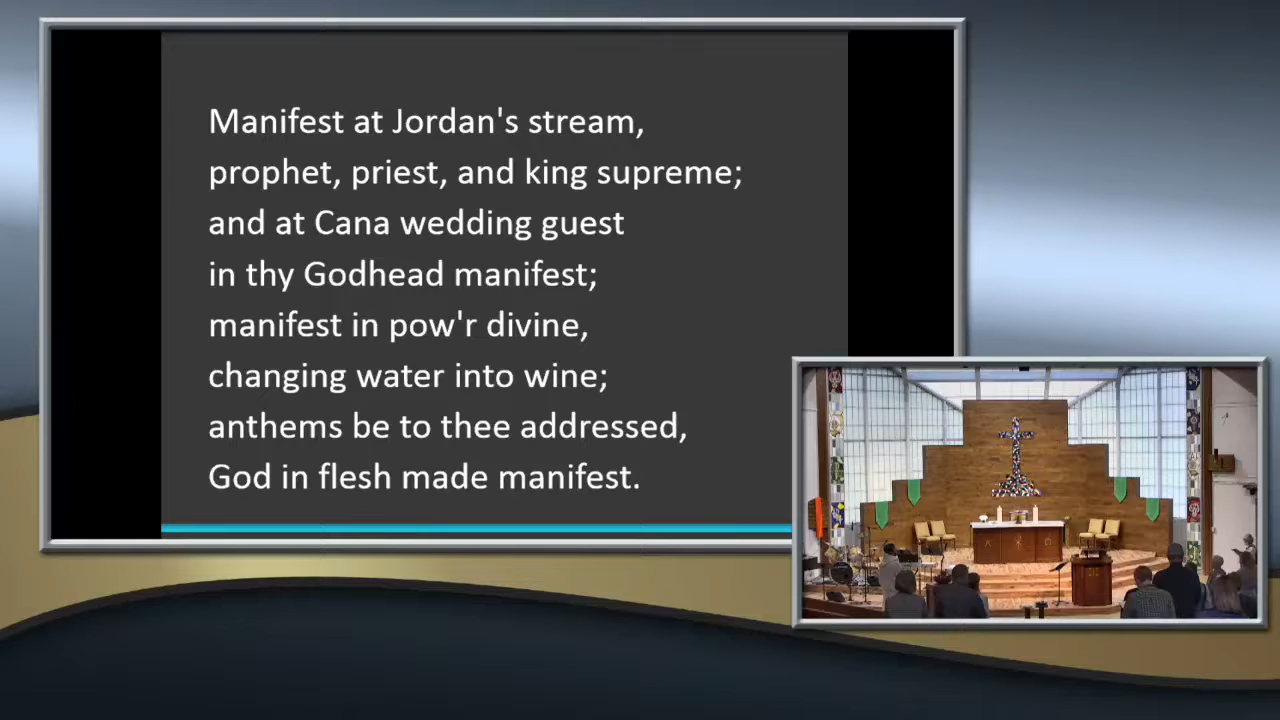 Manifest at Jordan's stream,
prophet, priest, and king supreme;
and at Cana wedding guest
in thy Godhead manifest;
manifest in pow'r divine,
changing water into wine;
anthems be to thee addressed,
God in flesh made manifest.